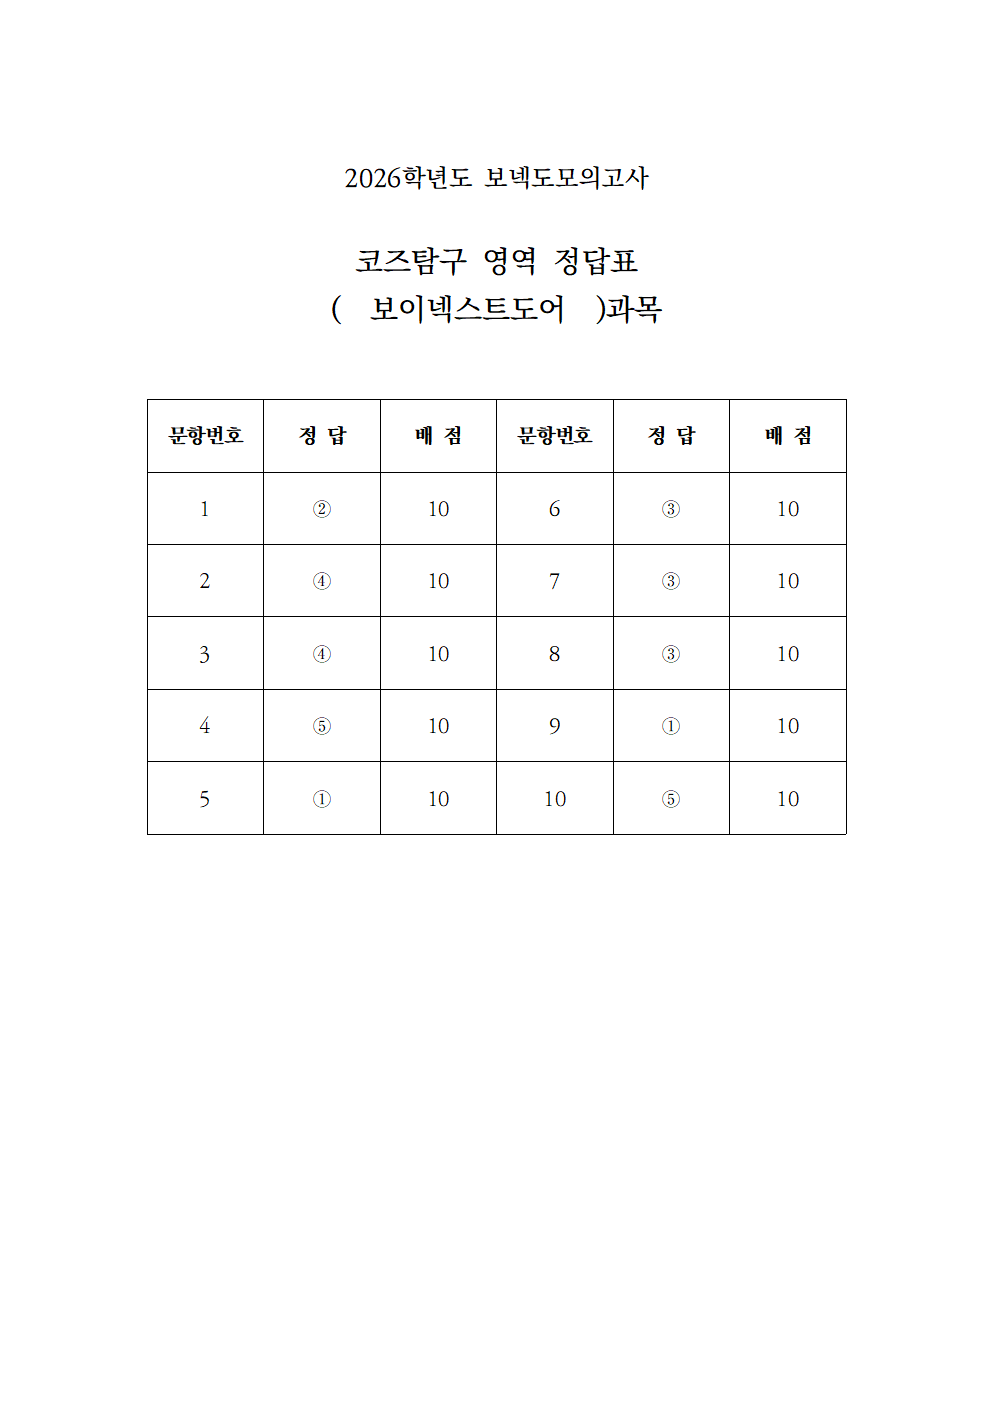 2026학년도 보넥도모의고사
코즈탐구 영역 정답표
( 보이넥스트도어 )과목
문항번호 정 답 배 점 문항번호 정 답 배 점
1 ② 10 6 ③ 10
2 ④ 10 7 ③ 10
3 ④ 10 8 ③ 10
4 ⑤ 10 9 ① 10
5 ① 10 10 ⑤ 10